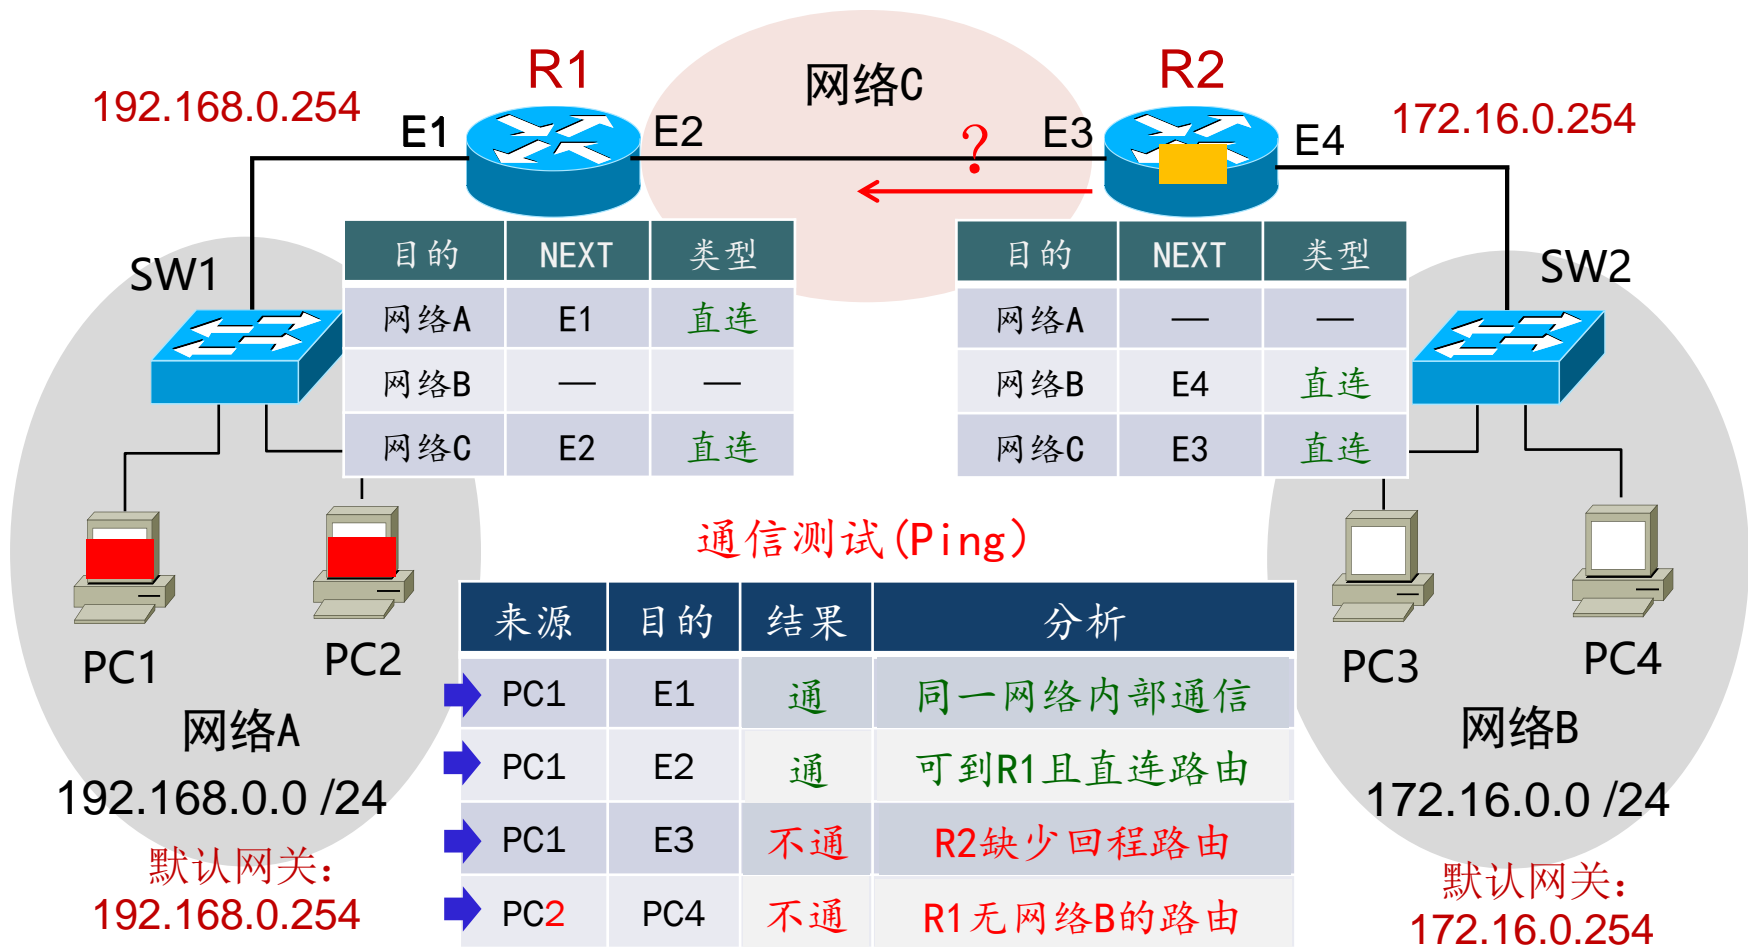 R1
网络C
R2
192.168.0.254
E1
E2
?
E3
E4
172.16.0.254
SW1
目的 NEXT 类型
网络A E1 直连
网络B — —
网络C E2 直连
目的 NEXT 类型
网络A — —
网络B E4 直连
网络C E3 直连
SW2
通信测试(Ping)
PC1
PC2
PC3
PC4
来源 目的 结果 分析
PC1 E1 通 同一网络内部通信
PC1 E2 通 可到R1且直连路由
PC1 E3 不通 R2缺少回程路由
PC2 PC4 不通 R1无网络B的路由
网络A
192.168.0.0 /24
默认网关:
192.168.0.254
网络B
172.16.0.0 /24
默认网关:
172.16.0.254